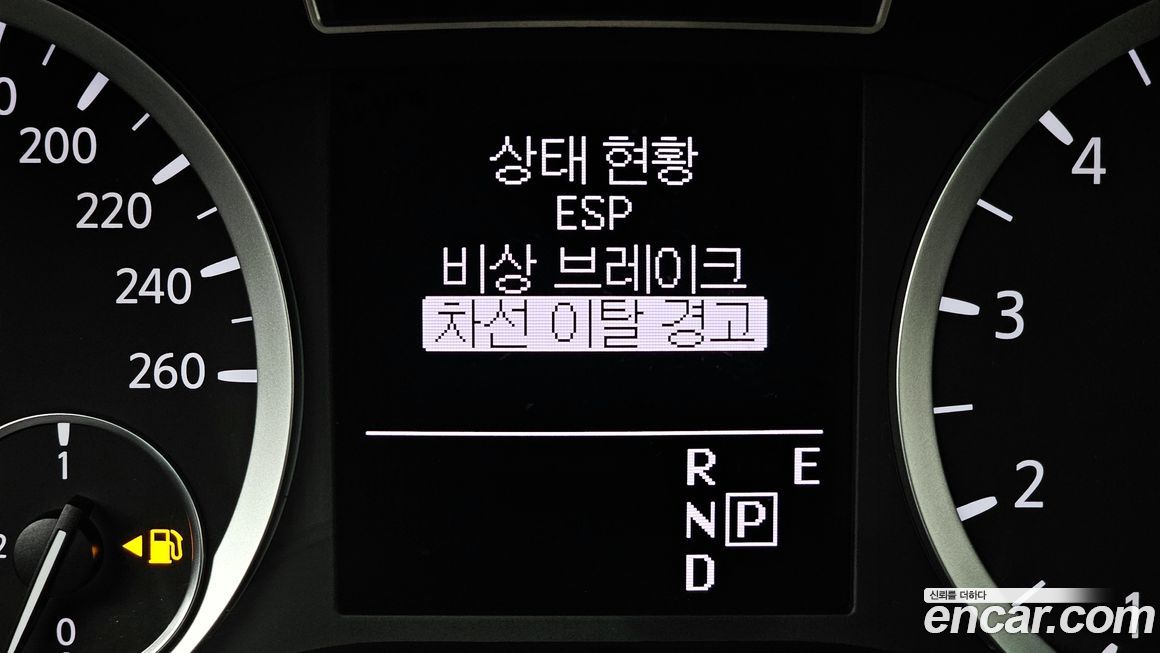 상태 현황
ESP
비상 브레이크
차선 이탈 경고
R
E
N
P
D
200
220
240
260
1
0
4
3
2
1
신뢰를 더하다
encar.com